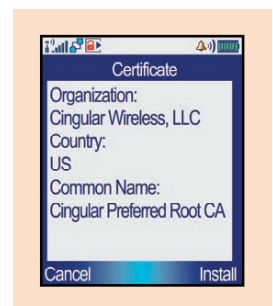 Certificate
Organization:
Cingular Wireless, LLC
Country:
US
Common Name:
Cingular Preferred Root CA
Cancel Install